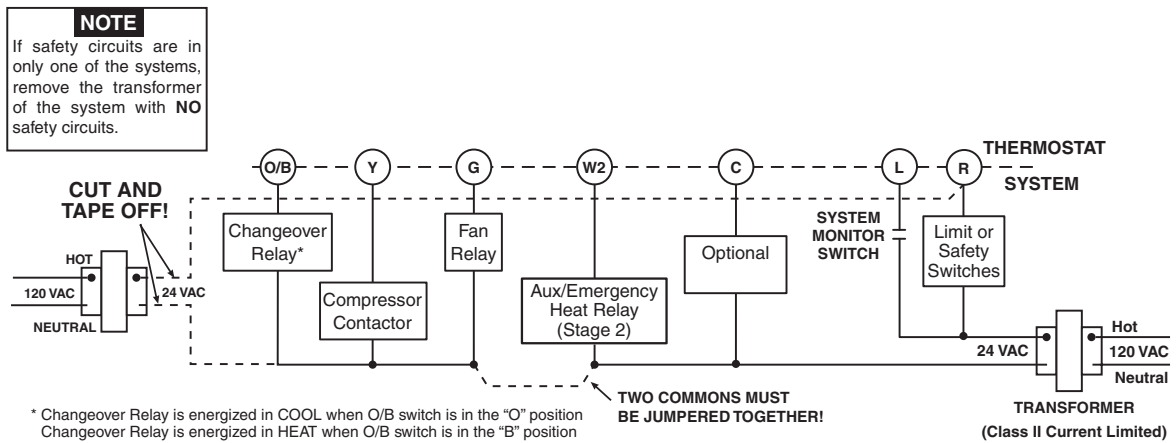 NOTE
If safety circuits are in
only one of the systems,
remove the transformer
of the system with NO
safety circuits.
O/B
Y
G
W2
C
L
R
THERMOSTAT
SYSTEM
CUT AND
TAPE OFF!
HOT
120 VAC
24 VAC
NEUTRAL
Changeover
Relay*
Compressor
Contactor
Fan
Relay
Aux/Emergency
Heat Relay
(Stage 2)
Optional
SYSTEM
MONITOR
SWITCH
Limit or
Safety
Switches
24 VAC
Hot
120 VAC
Neutral
TRANSFORMER
(Class II Current Limited)
TWO COMMONS MUST
BE JUMPERED TOGETHER!
* Changeover Relay is energized in COOL when O/B switch is in the “O” position
Changeover Relay is energized in HEAT when O/B switch is in the “B” position